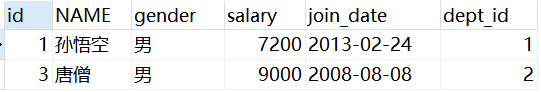 id NAME gender salary join_date dept_id
1 孙悟空 男 7200 2013-02-24 1
3 唐僧 男 9000 2008-08-08 2